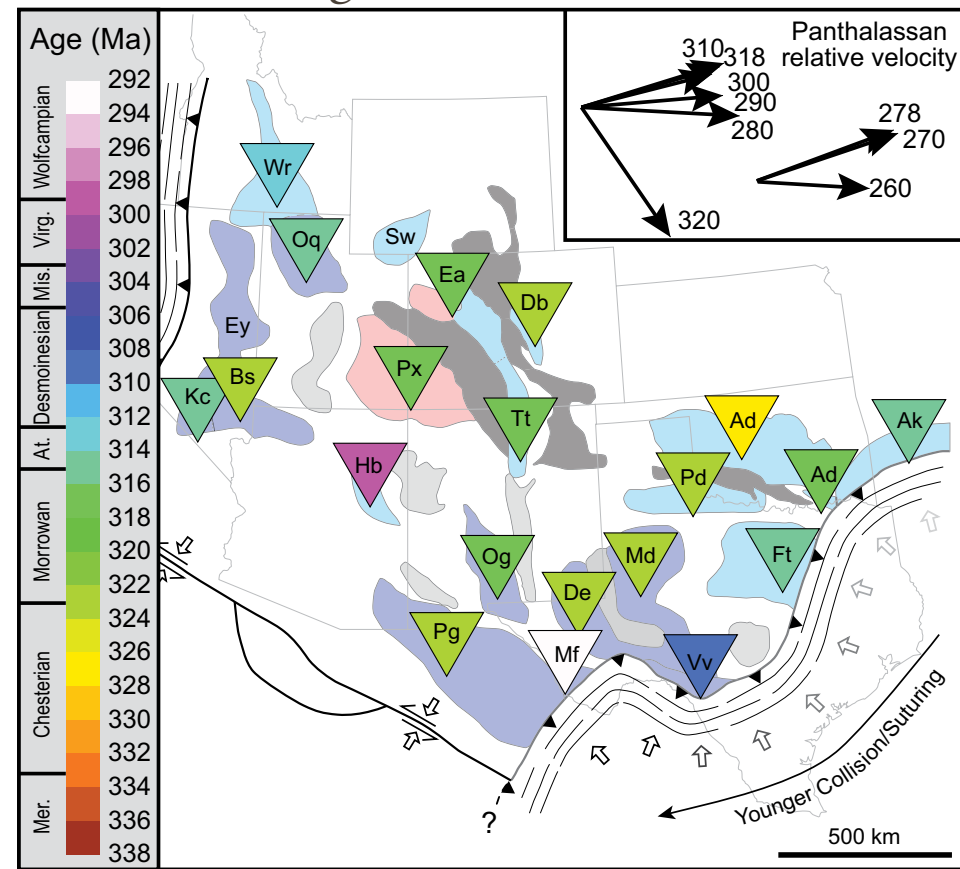 Age (Ma)
292
294
296
298
300
302
304
306
308
310
312
314
316
318
320
322
324
326
328
330
332
334
336
338
Wolfcampian
Virg.
Mis.
Desmoinesian
At.
Morrowan
Chesterian
Mer.
Panthalassan
relative velocity
310
318
300
290
280
320
278
270
260
Wr
Oq
Sw
Ea
Db
Ey
Bs
Kc
Px
Tt
Ad
Ak
Hb
Pd
Ad
Og
Md
Ft
De
Pg
Mf
Vv
Younger Collision/Suturing
?
500 km